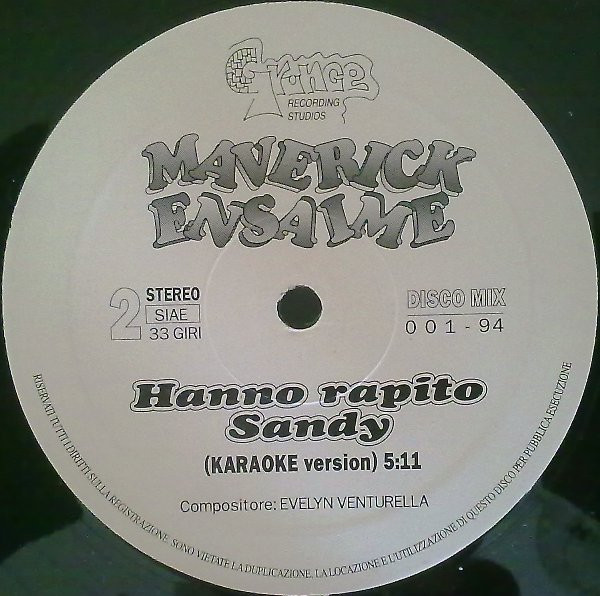 Grunge
RECORDING
STUDIOS
MAVERICK
ENSAIME
2
STEREO
SIAE
33 GIRI
DISCO MIX
001-94
Hanno rapito
Sandy
(KARAOKE version) 5:11
Compositore: EVELYN VENTURELLA
RISERVATI TUTTI I DIRITTI SULLA REGISTRAZIONE. SONO VIETATE LA DUPLICAZIONE, LA LOCAZIONE E L'UTILIZZAZIONE DI QUESTO DISCO PER PUBBLICA ESECUZIONE